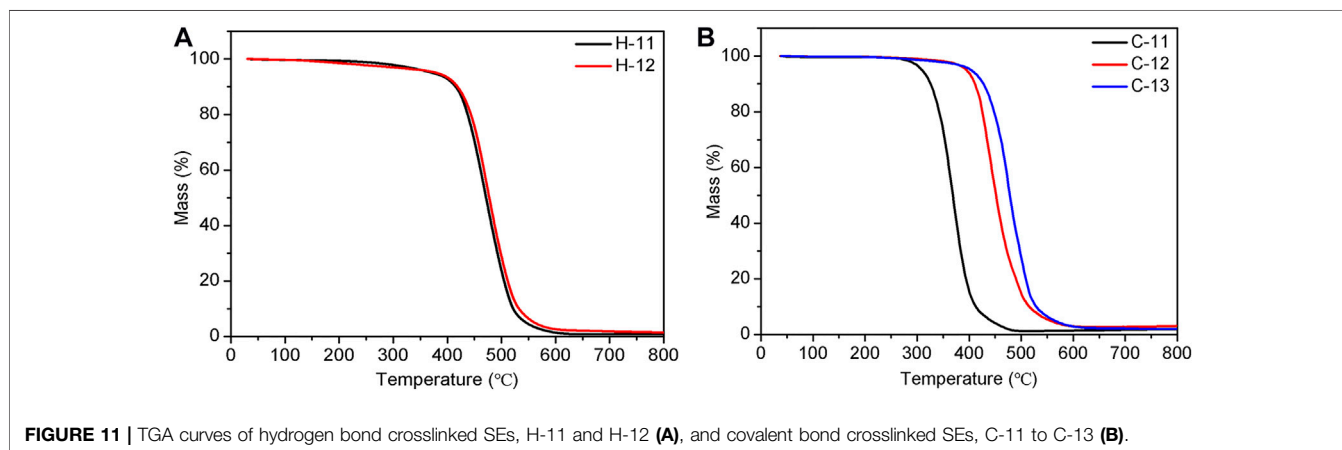 A
H-11
H-12
100
80
60
40
20
0
Mass (%)
0 100 200 300 400 500 600 700 800
Temperature (℃)
B
C-11
C-12
C-13
100
80
60
40
20
0
Mass (%)
0 100 200 300 400 500 600 700 800
Temperature (℃)
FIGURE 11 | TGA curves of hydrogen bond crosslinked SEs, H-11 and H-12 (A), and covalent bond crosslinked SEs, C-11 to C-13 (B).